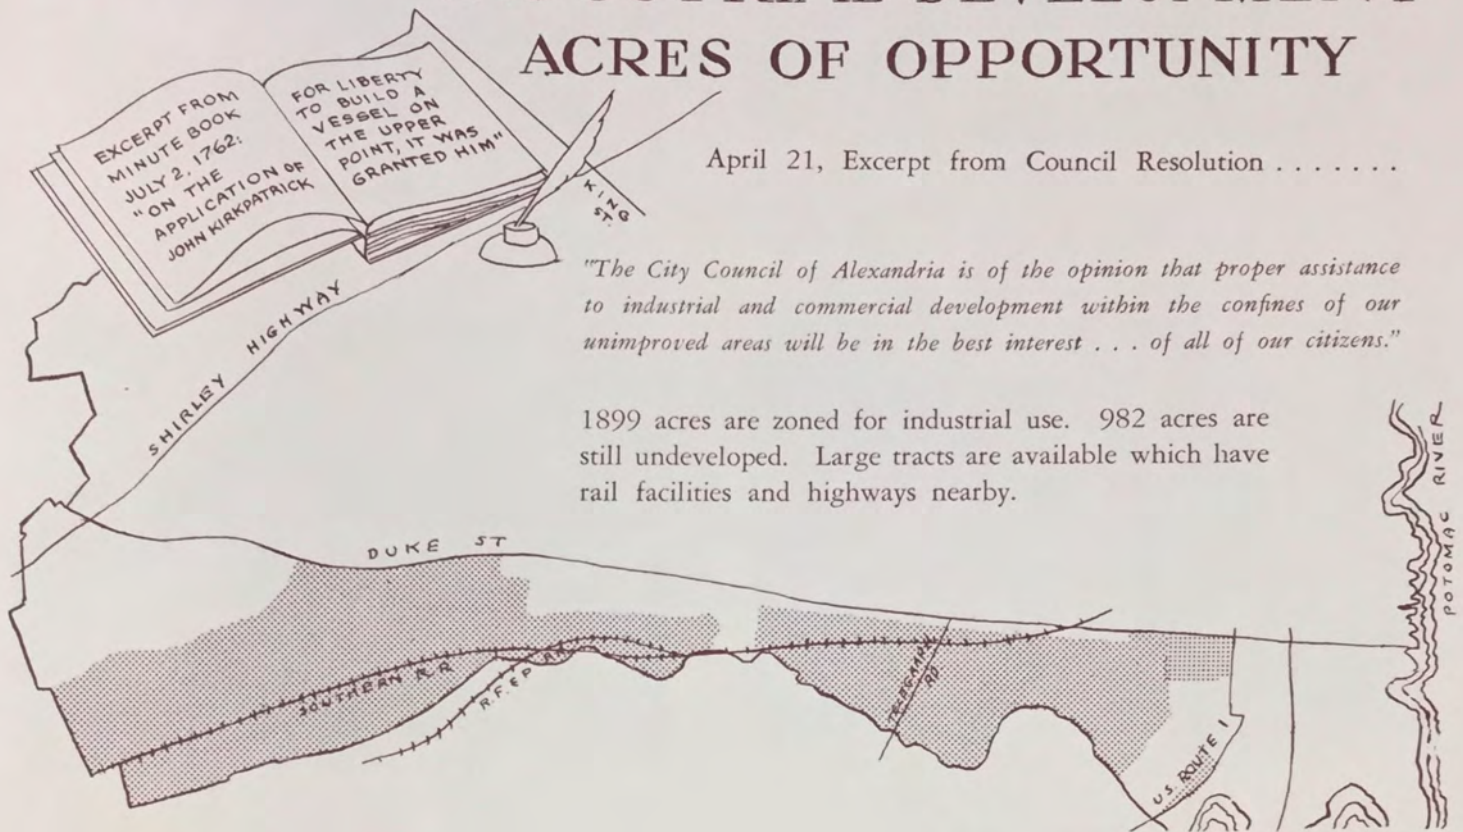 ACRES OF OPPORTUNITY
EXCERPT FROM
MINUTE BOOK
JULY 2, 1762:
"ON THE
APPLICATION OF
JOHN KIRKPATRICK
FOR LIBERTY
TO BUILD A
VESSEL ON
THE UPPER
POINT, IT WAS
GRANTED HIM"
KING
ST.
April 21, Excerpt from Council Resolution . . . . . . .
"The City Council of Alexandria is of the opinion that proper assistance
to industrial and commercial development within the confines of our
unimproved areas will be in the best interest . . . of all of our citizens."
SHIRLEY HIGHWAY
1899 acres are zoned for industrial use. 982 acres are
still undeveloped. Large tracts are available which have
rail facilities and highways nearby.
POTOMAC RIVER
DUKE ST
SOUTHERN R.R
R.F. & P RR
TELEGRAPH
RD
U.S. ROUTE 1